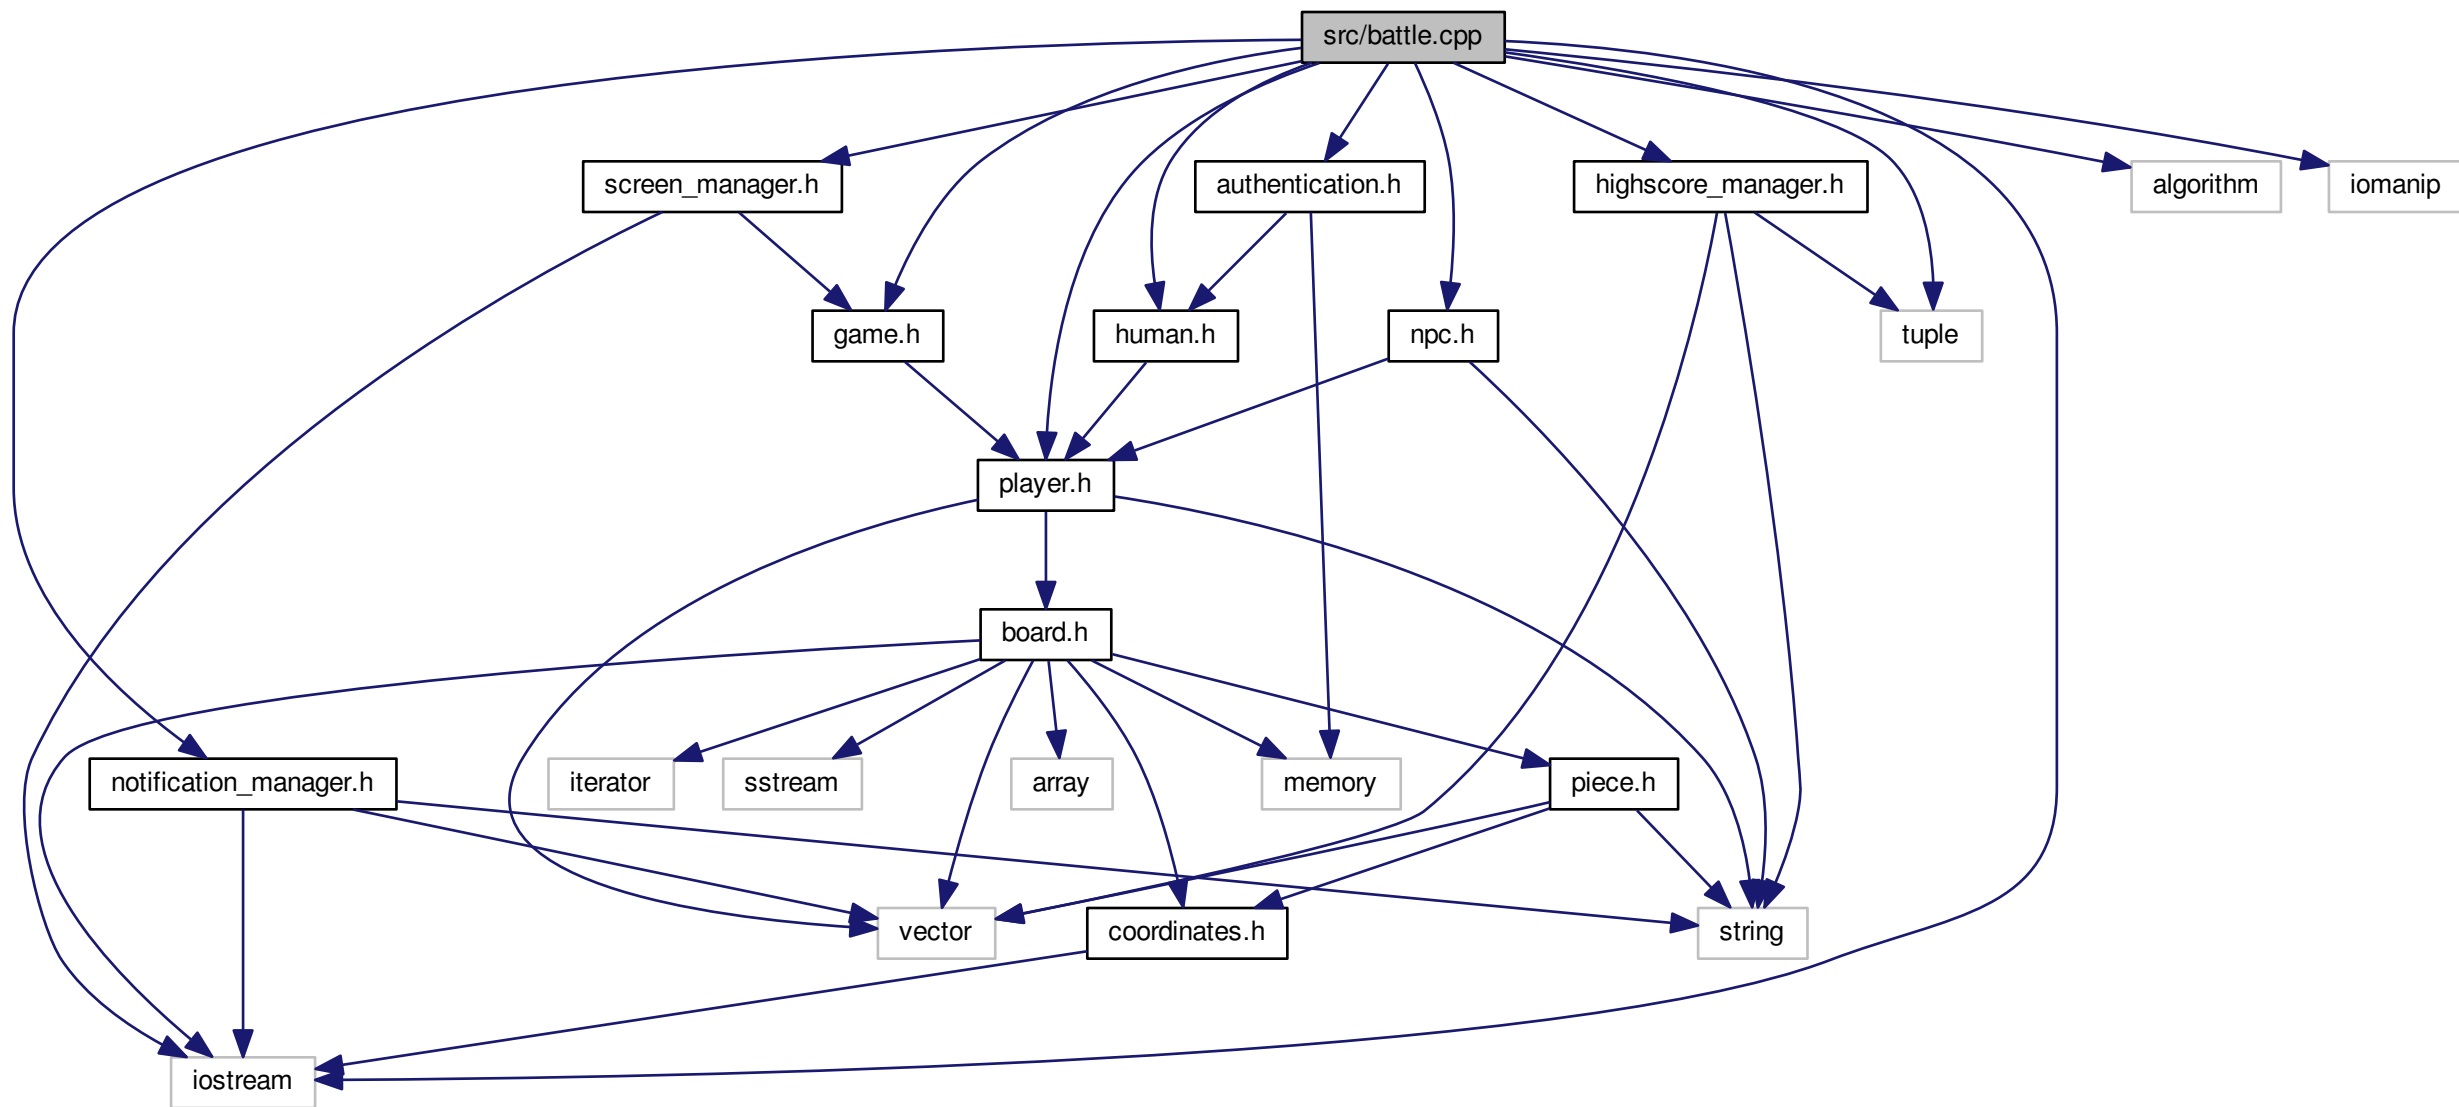 src/battle.cpp
screen_manager.h
authentication.h
highscore_manager.h
algorithm
iomanip
game.h
human.h
npc.h
tuple
player.h
board.h
notification_manager.h
iterator
sstream
array
memory
piece.h
vector
coordinates.h
string
iostream